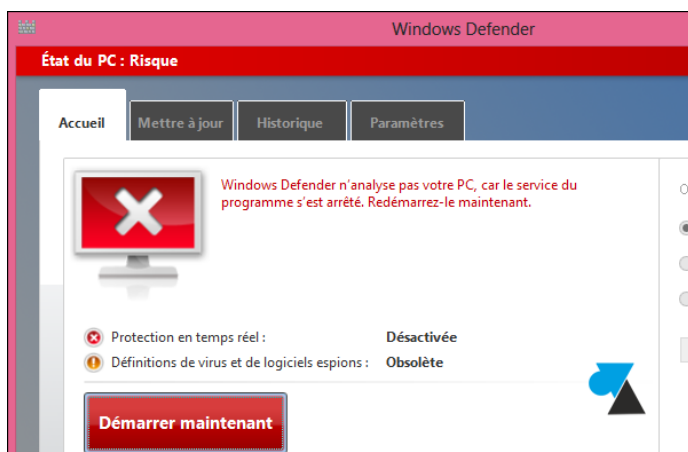 Windows Defender
État du PC : Risque
Accueil
Mettre à jour
Historique
Paramètres
Windows Defender n'analyse pas votre PC, car le service du
programme s'est arrêté. Redémarrez-le maintenant.
Protection en temps réel : Désactivée
Définitions de virus et de logiciels espions : Obsolète
Démarrer maintenant